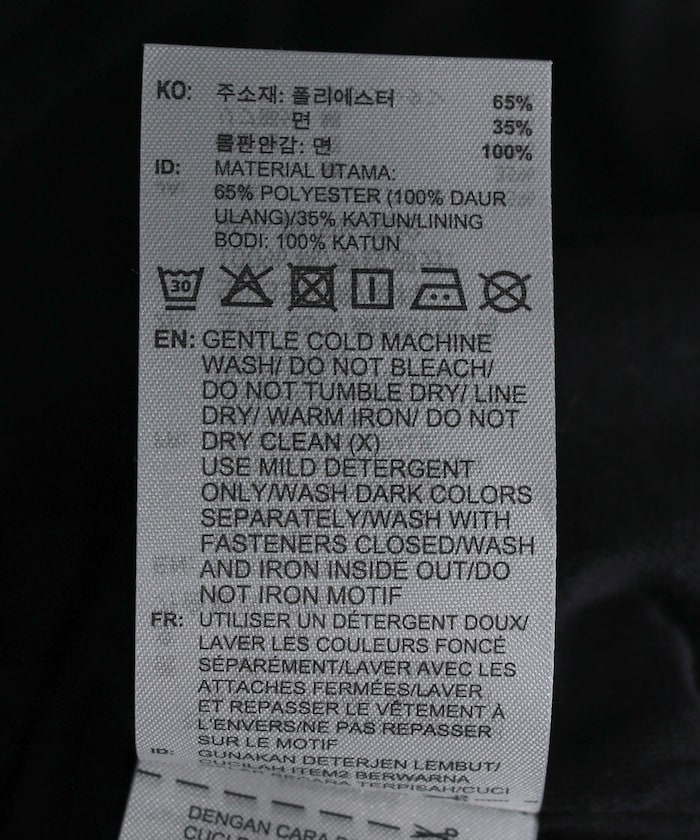 KO: 주소재: 폴리에스터 65%
면 35%
몸판안감: 면 100%
ID: MATERIAL UTAMA:
65% POLYESTER (100% DAUR
ULANG)/35% KATUN/LINING
BODI: 100% KATUN
30
EN: GENTLE COLD MACHINE
WASH/ DO NOT BLEACH/
DO NOT TUMBLE DRY/ LINE
DRY/ WARM IRON/ DO NOT
DRY CLEAN (X)
USE MILD DETERGENT
ONLY/WASH DARK COLORS
SEPARATELY/WASH WITH
FASTENERS CLOSED/WASH
AND IRON INSIDE OUT/DO
NOT IRON MOTIF
FR: UTILISER UN DÉTERGENT DOUX/
LAVER LES COULEURS FONCÉ
SÉPARÉMENT/LAVER AVEC LES
ATTACHES FERMÉES/LAVER
ET REPASSER LE VÊTEMENT À
L'ENVERS/NE PAS REPASSER
SUR LE MOTIF
ID: GUNAKAN DETERJEN LEMBUT/
CUCILAH ITEM2 BERWARNA
TERPISAH/CUCI
DENGAN CARA